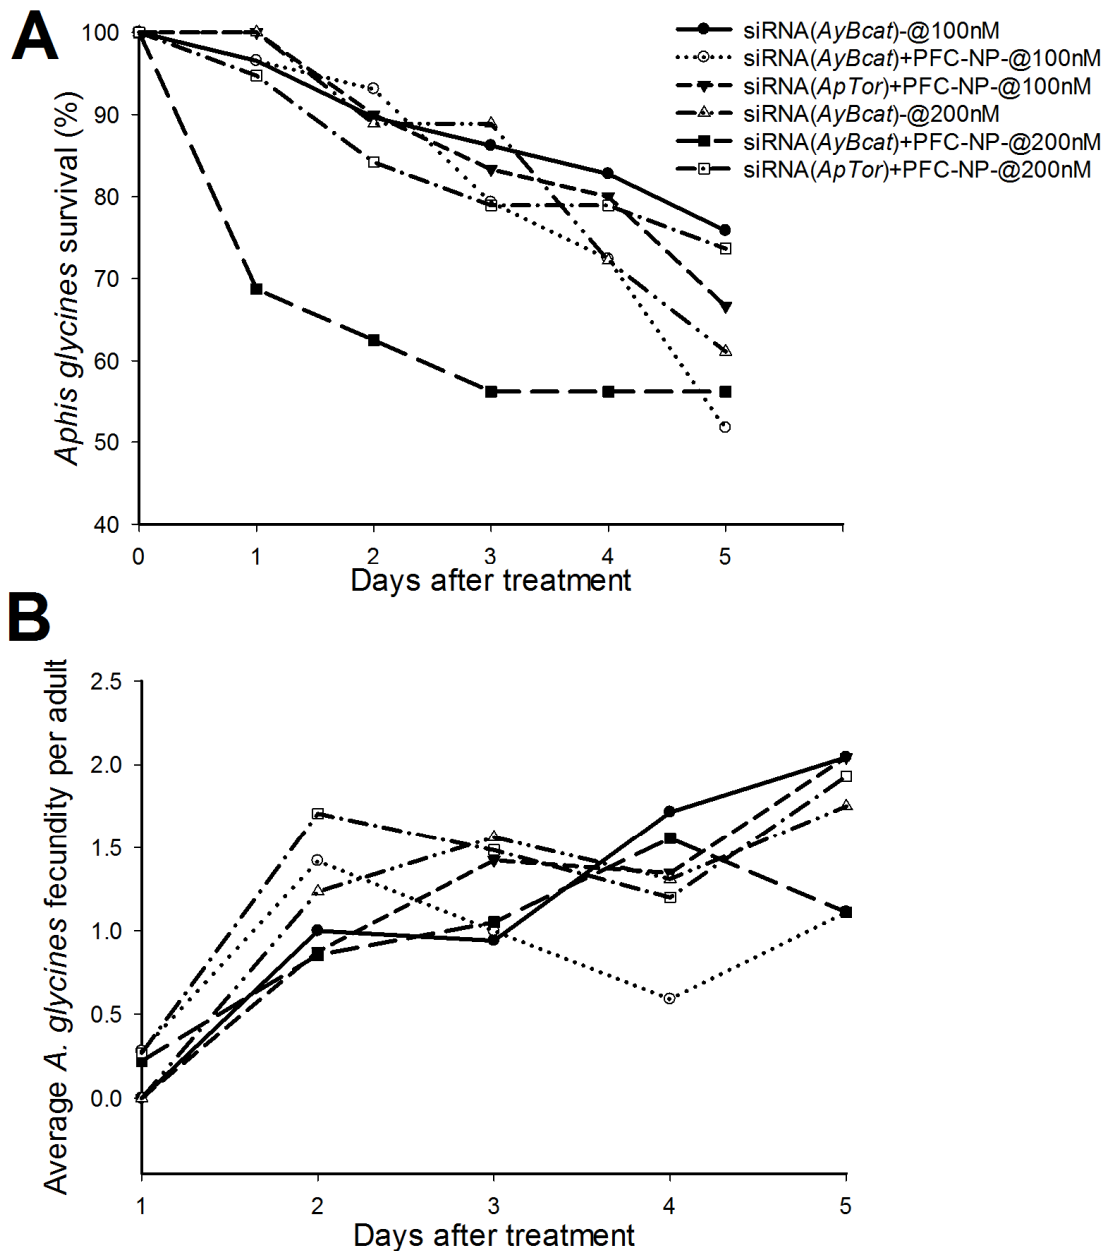 A
siRNA(AyBcat)-@100nM
siRNA(AyBcat)+PFC-NP-@100nM
siRNA(ApTor)+PFC-NP-@100nM
siRNA(AyBcat)-@200nM
siRNA(AyBcat)+PFC-NP-@200nM
siRNA(ApTor)+PFC-NP-@200nM
Aphis glycines survival (%)
100
90
80
70
60
50
40
0 1 2 3 4 5
Days after treatment
B
Average A. glycines fecundity per adult
2.5
2.0
1.5
1.0
0.5
0.0
1 2 3 4 5
Days after treatment